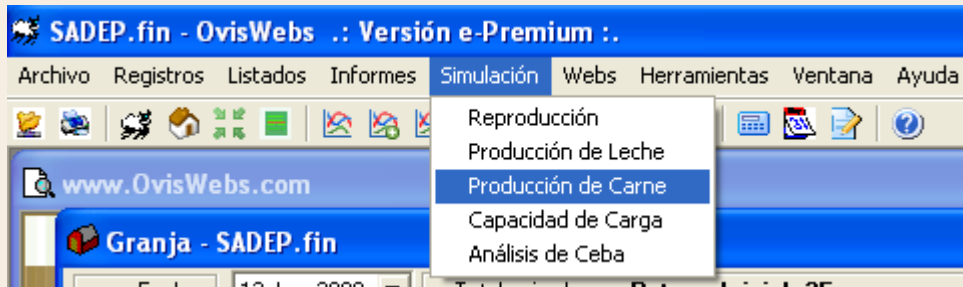 SADEP.fin - OvisWebs .: Versión e-Premium :.
Archivo Registros Listados Informes Simulación Webs Herramientas Ventana Ayuda
Reproducción
Producción de Leche
www.OvisWebs.com
Producción de Carne
Capacidad de Carga
Granja - SADEP.fin
Análisis de Ceba